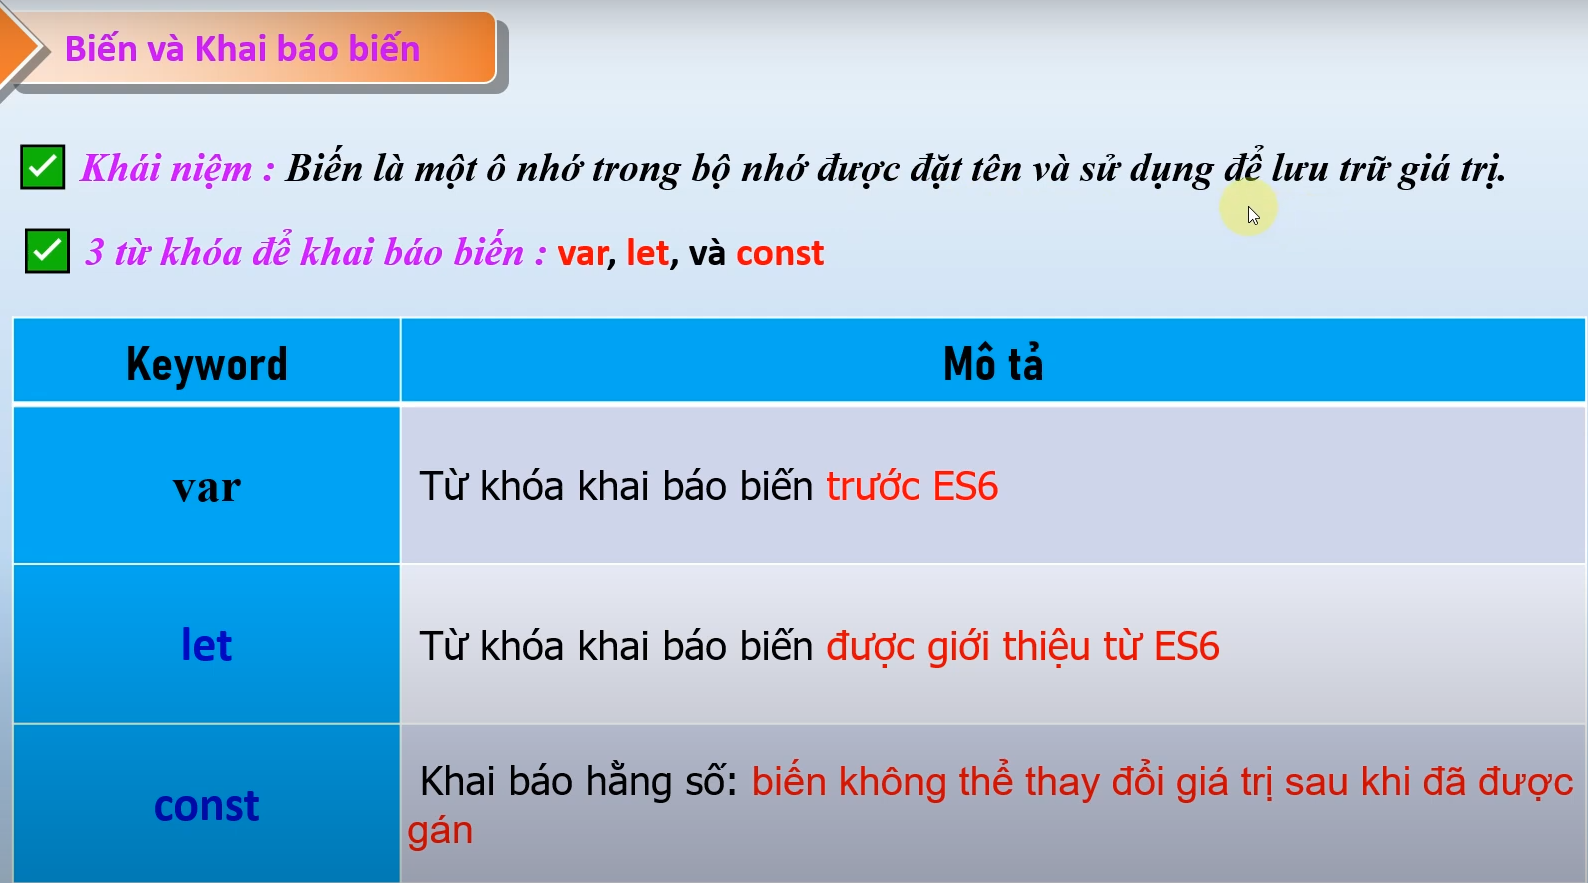 Biến và Khai báo biến
Khái niệm : Biến là một ô nhớ trong bộ nhớ được đặt tên và sử dụng để lưu trữ giá trị.
3 từ khóa để khai báo biến : var, let, và const
Keyword Mô tả
var Từ khóa khai báo biến trước ES6
let Từ khóa khai báo biến được giới thiệu từ ES6
const Khai báo hằng số: biến không thể thay đổi giá trị sau khi đã được
gán